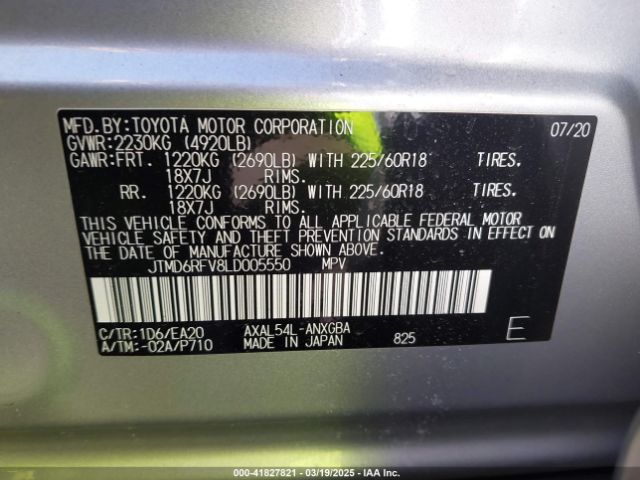 MFD.BY:TOYOTA MOTOR CORPORATION 07/20
GVWR:2230KG (4920LB)
GAWR:FRT. 1220KG (2690LB) WITH 225/60R18 TIRES.
18X7J RIMS.
RR. 1220KG (2690LB) WITH 225/60R18 TIRES.
18X7J RIMS.
THIS VEHICLE CONFORMS TO ALL APPLICABLE FEDERAL MOTOR
VEHICLE SAFETY AND THEFT PREVENTION STANDARDS IN EFFECT ON
THE DATE OF MANUFACTURE SHOWN ABOVE.
JTMD6RFV8LD005550 MPV
C/TR:1D6/EA20 AXAL54L-ANXGBA
A/TM:-02A/P710 MADE IN JAPAN 825 E
000-41827821 - 03/19/2025 - IAA Inc.